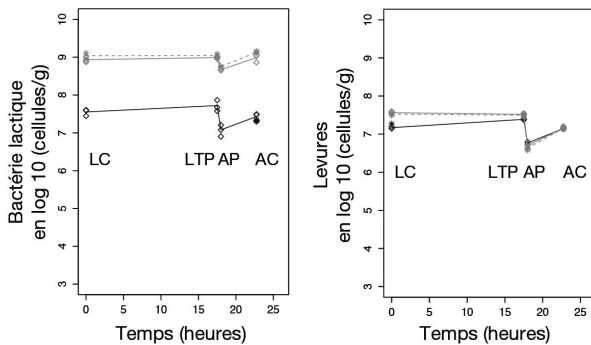 Bactérie lactique
en log 10 (cellules/g)
10
9
8
7
6
5
4
3
LC
LTP AP
AC
0 5 10 15 20 25
Temps (heures)
Levures
en log 10 (cellules/g)
10
9
8
7
6
5
4
3
LC
LTP AP
AC
0 5 10 15 20 25
Temps (heures)